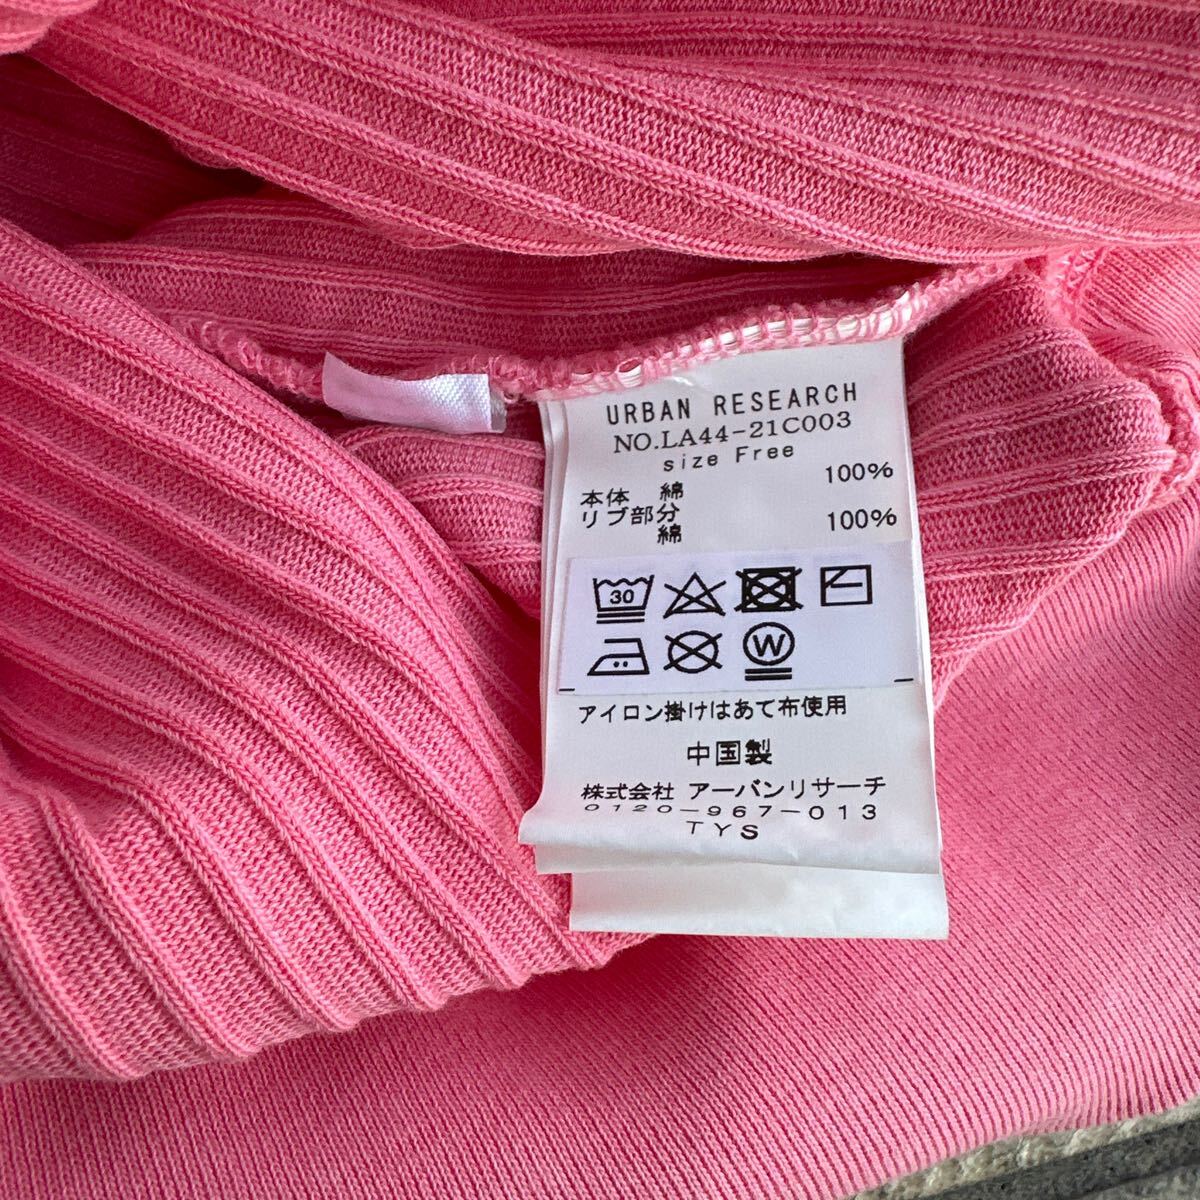 URBAN RESEARCH
NO.LA44-21C003
size Free
本体 綿 100%
リブ部分
綿 100%
30
W
アイロン掛けはあて布使用
中国製
株式会社 アーバンリサーチ
0120-967-013
TYS